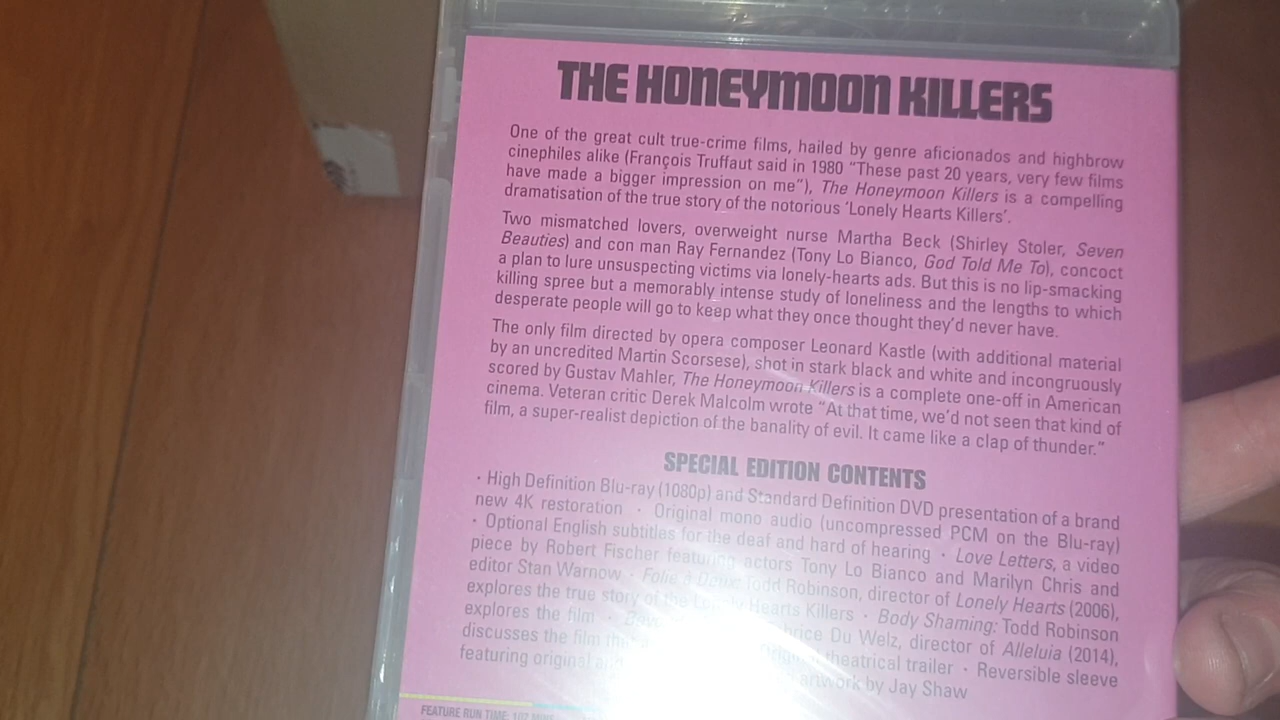 THE HONEYMOON KILLERS
One of the great cult true-crime films, hailed by genre aficionados and highbrow
cinephiles alike (François Truffaut said in 1980 “These past 20 years, very few films
have made a bigger impression on me”), The Honeymoon Killers is a compelling
dramatisation of the true story of the notorious ‘Lonely Hearts Killers’.
Two mismatched lovers, overweight nurse Martha Beck (Shirley Stoler, Seven
Beauties) and con man Ray Fernandez (Tony Lo Bianco, God Told Me To), concoct
a plan to lure unsuspecting victims via lonely-hearts ads. But this is no lip-smacking
killing spree but a memorably intense study of loneliness and the lengths to which
desperate people will go to keep what they once thought they’d never have.
The only film directed by opera composer Leonard Kastle (with additional material
by an uncredited Martin Scorsese), shot in stark black and white and incongruously
scored by Gustav Mahler, The Honeymoon Killers is a complete one-off in American
cinema. Veteran critic Derek Malcolm wrote “At that time, we’d not seen that kind of
film, a super-realist depiction of the banality of evil. It came like a clap of thunder.”
SPECIAL EDITION CONTENTS
· High Definition Blu-ray (1080p) and Standard Definition DVD presentation of a brand
new 4K restoration · Original mono audio (uncompressed PCM on the Blu-ray)
· Optional English subtitles for the deaf and hard of hearing · Love Letters, a video
piece by Robert Fischer featuring actors Tony Lo Bianco and Marilyn Chris and
editor Stan Warnow · Folie à Deux: Todd Robinson, director of Lonely Hearts (2006),
explores the true story of the Lonely Hearts Killers · Body Shaming: Todd Robinson
explores the film · Du Welz, director of Alleluia (2014),
discusses the film · Original theatrical trailer · Reversible sleeve
featuring original artwork by Jay Shaw
FEATURE RUN TIME: 107